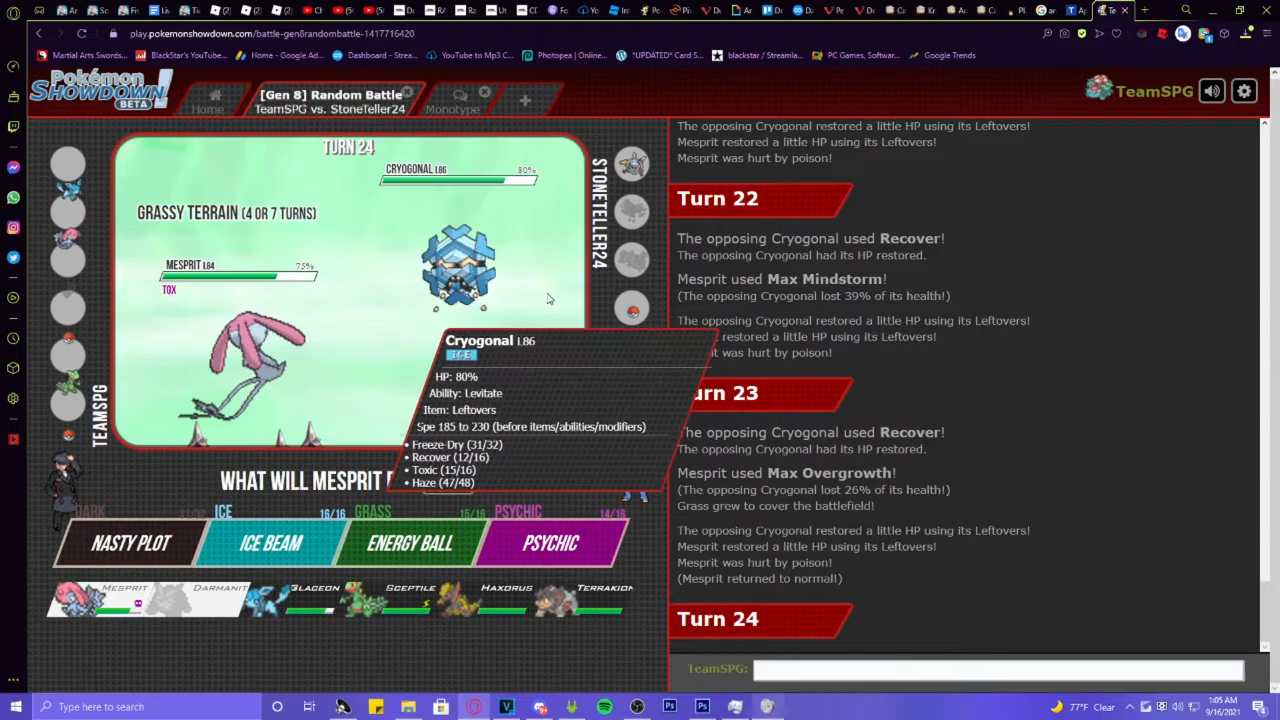 play.pokemonshowdown.com/battle-gen8randombattle-1417716420
Martial Arts Swords...
BlackStar's YouTube...
Home - Google Ad...
Dashboard - Strea...
YouTube to Mp3 C...
Photopea | Online...
*UPDATED* Card S...
blackstar / Streamla...
PC Games, Softwar...
Google Trends
Pokémon
SHOWDOWN!
BETA
Home
[Gen 8] Random Battle
TeamSPG vs. StoneTeller24
Monotype
TeamSPG
TURN 24
CRYOGONAL L86
80%
GRASSY TERRAIN (4 OR 7 TURNS)
MESPRIT L84
75%
TOX
TEAMSPG
STONETELLER24
Cryogonal L86
ICE
HP: 80%
Ability: Levitate
Item: Leftovers
Spe 185 to 230 (before items/abilities/modifiers)
• Freeze-Dry (31/32)
• Recover (12/16)
• Toxic (15/16)
• Haze (47/48)
WHAT WILL MESPRIT
DARK 31/32
ICE 16/16
GRASS 15/16
PSYCHIC 14/16
NASTY PLOT
ICE BEAM
ENERGY BALL
PSYCHIC
Mesprit
Darmanit
Glaceon
Sceptile
Haxorus
Terrakion
The opposing Cryogonal restored a little HP using its Leftovers!
Mesprit restored a little HP using its Leftovers!
Mesprit was hurt by poison!
Turn 22
The opposing Cryogonal used Recover!
The opposing Cryogonal had its HP restored.
Mesprit used Max Mindstorm!
(The opposing Cryogonal lost 39% of its health!)
The opposing Cryogonal restored a little HP using its Leftovers!
restored a little HP using its Leftovers!
was hurt by poison!
urn 23
The opposing Cryogonal used Recover!
The opposing Cryogonal had its HP restored.
Mesprit used Max Overgrowth!
(The opposing Cryogonal lost 26% of its health!)
Grass grew to cover the battlefield!
The opposing Cryogonal restored a little HP using its Leftovers!
Mesprit restored a little HP using its Leftovers!
Mesprit was hurt by poison!
(Mesprit returned to normal!)
Turn 24
TeamSPG:
Type here to search
77°F Clear
1:05 AM
9/16/2021